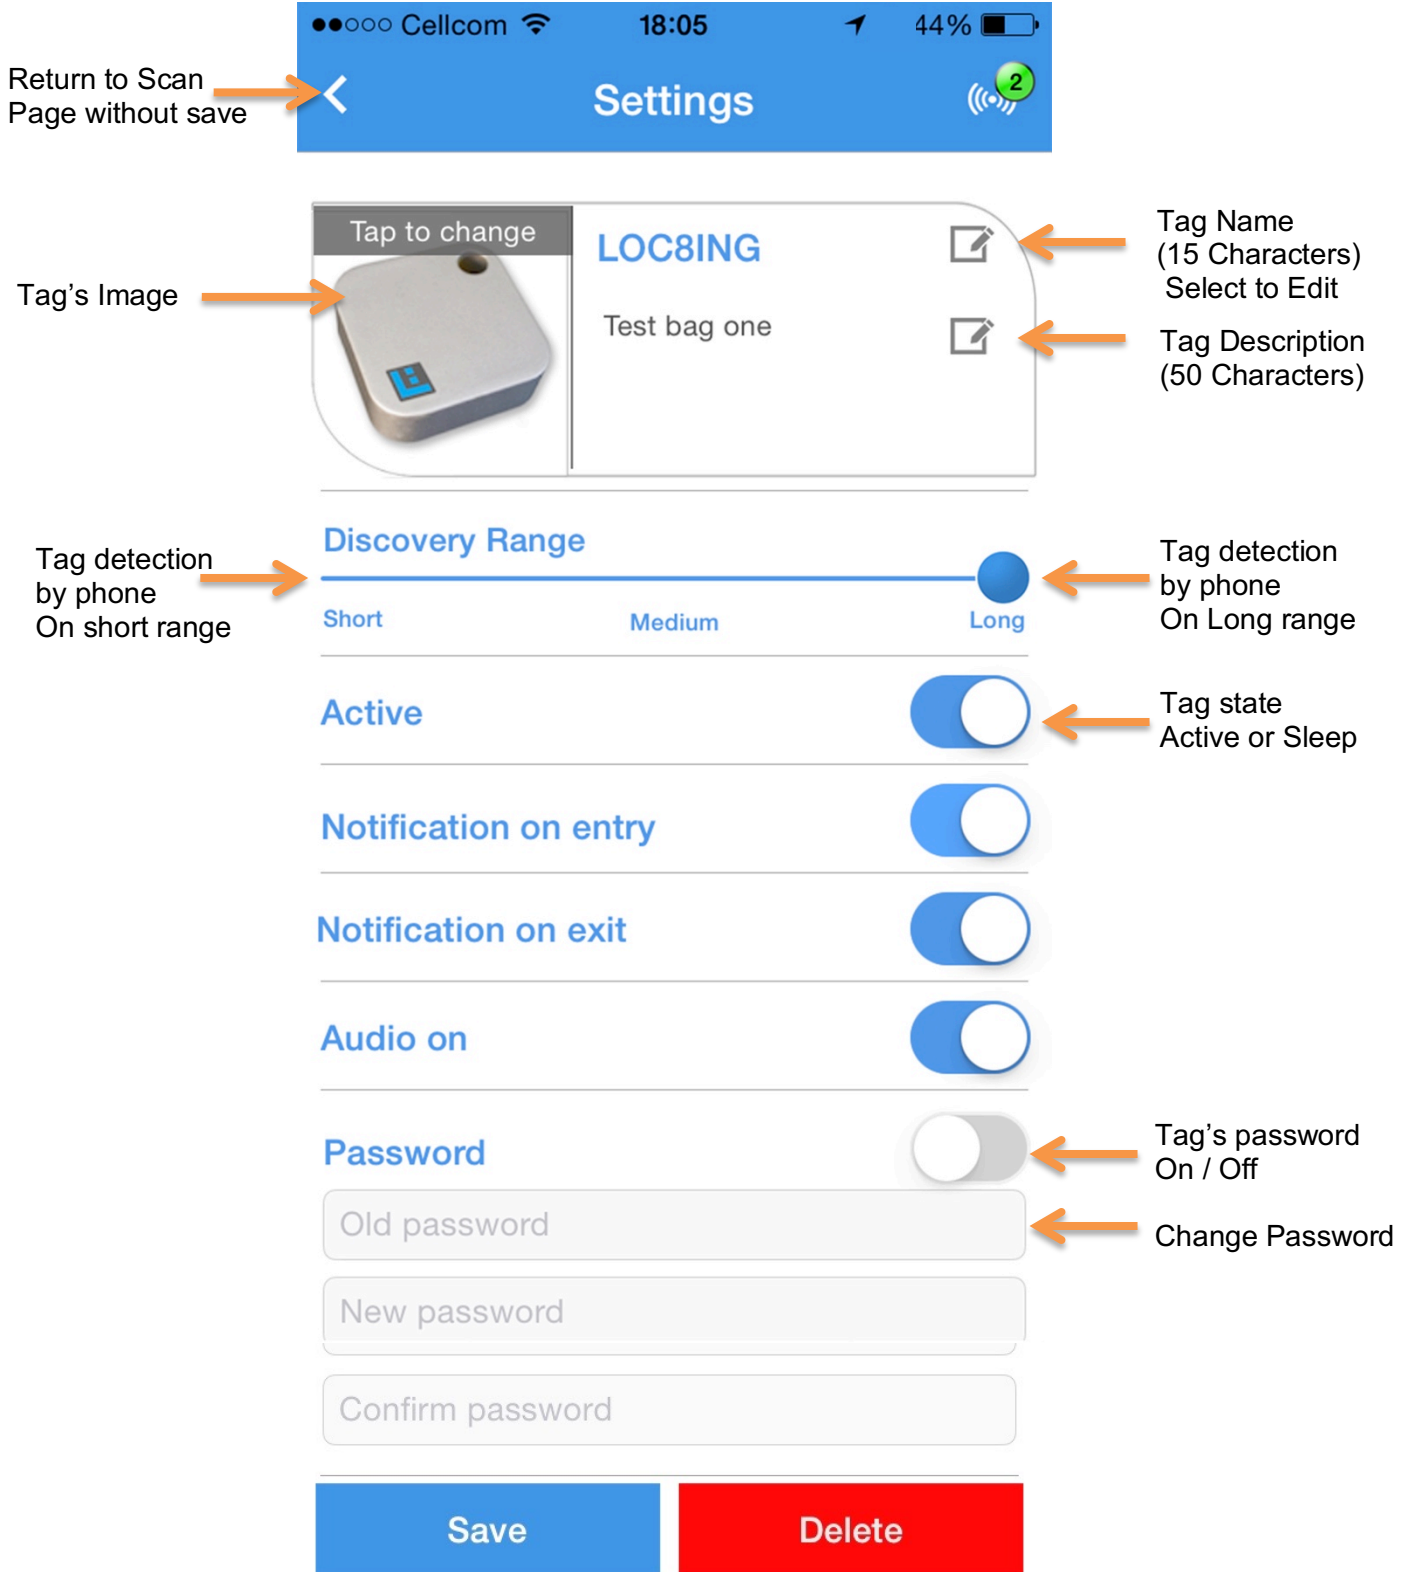 Cellcom 18:05 44%
Return to Scan
Page without save
Settings
2
Tap to change
LOC8ING
Test bag one
Tag's Image
Tag Name
(15 Characters)
Select to Edit
Tag Description
(50 Characters)
Discovery Range
Short Medium Long
Tag detection
by phone
On short range
Tag detection
by phone
On Long range
Active
Tag state
Active or Sleep
Notification on entry
Notification on exit
Audio on
Password
Tag's password
On / Off
Old password
Change Password
New password
Confirm password
Save Delete